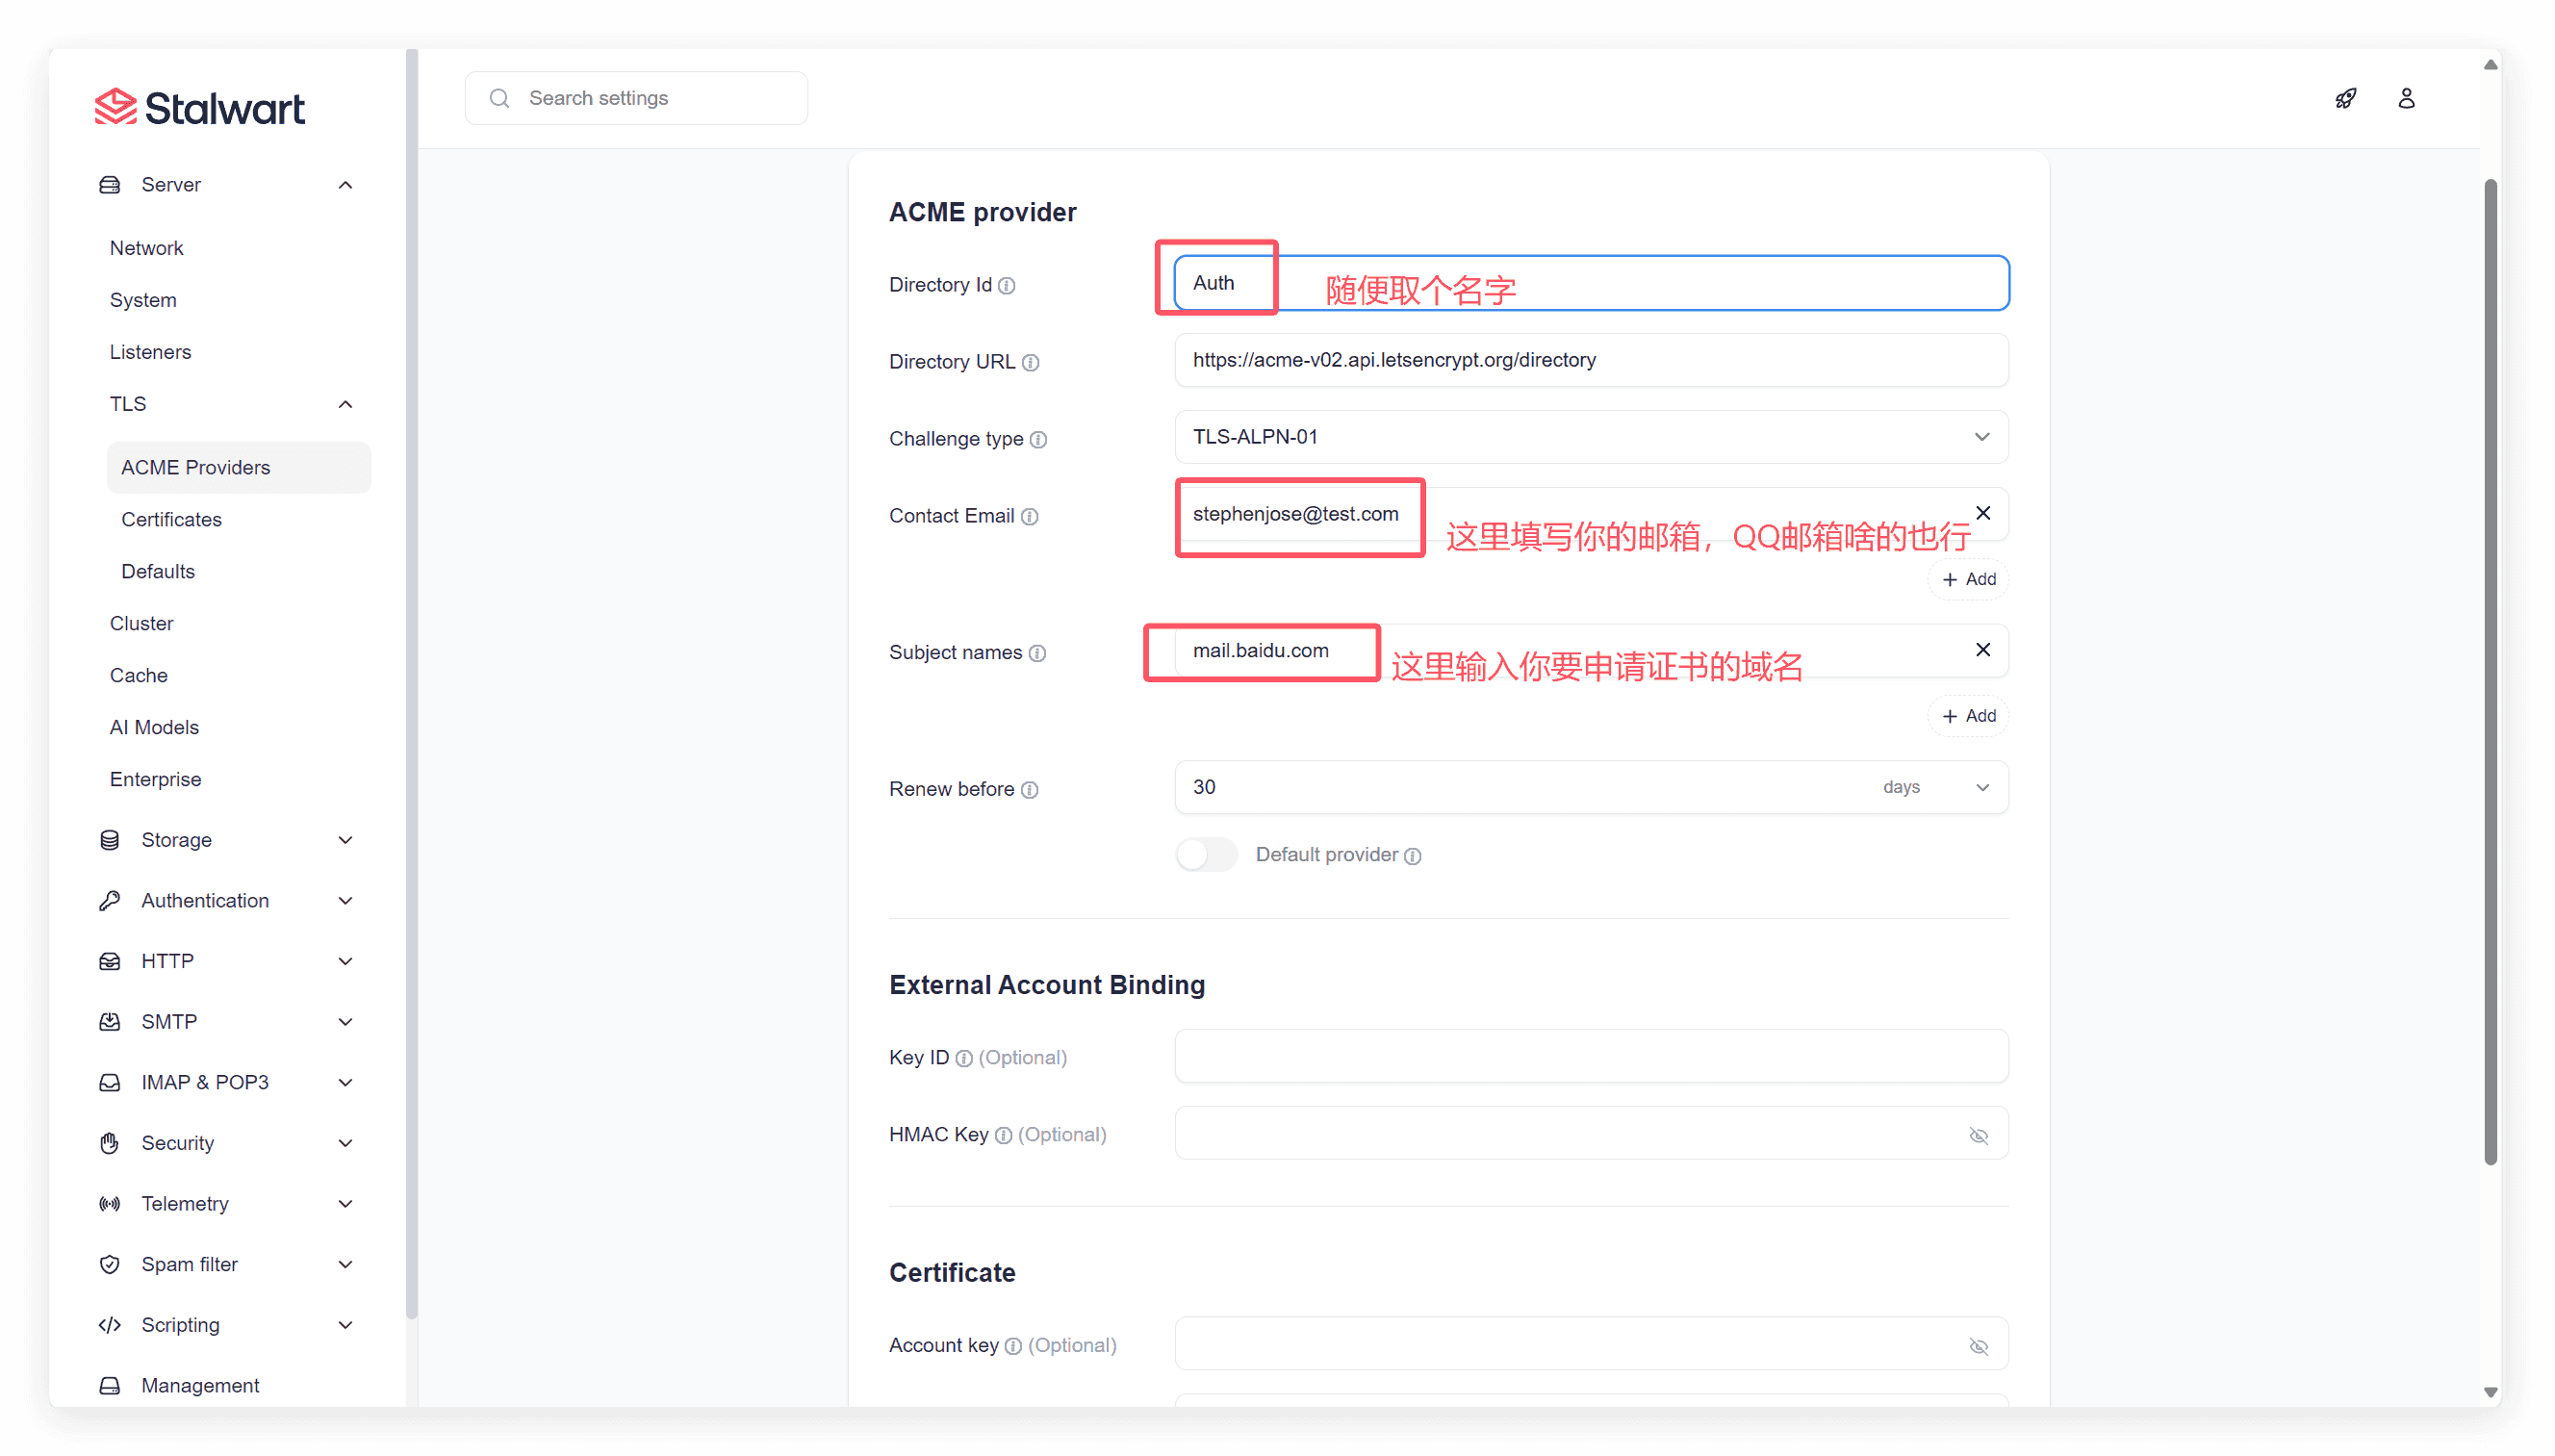 Stalwart
Search settings
Server
Network
System
Listeners
TLS
ACME Providers
Certificates
Defaults
Cluster
Cache
AI Models
Enterprise
Storage
Authentication
HTTP
SMTP
IMAP & POP3
Security
Telemetry
Spam filter
Scripting
Management
ACME provider
Directory Id
Auth
随便取个名字
Directory URL
https://acme-v02.api.letsencrypt.org/directory
Challenge type
TLS-ALPN-01
Contact Email
stephenjose@test.com
这里填写你的邮箱，QQ邮箱啥的也行
+ Add
Subject names
mail.baidu.com
这里输入你要申请证书的域名
+ Add
Renew before
30
days
Default provider
External Account Binding
Key ID (Optional)
HMAC Key (Optional)
Certificate
Account key (Optional)